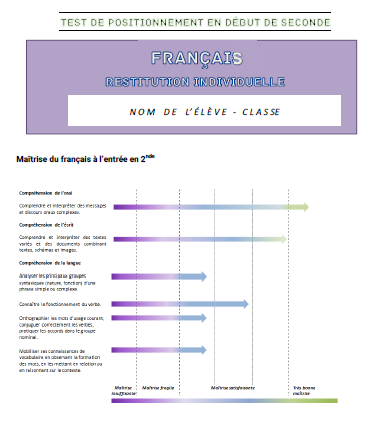 TEST DE POSITIONNEMENT EN DÉBUT DE SECONDE
FRANÇAIS
RESTITUTION INDIVIDUELLE
NOM DE L'ÉLÈVE - CLASSE
Maîtrise du français à l'entrée en 2nde
Compréhension de l'oral
Comprendre et interpréter des messages
et discours oraux complexes.
Compréhension de l'écrit
Comprendre et interpréter des textes
variés et des documents combinant
textes, schémas et images.
Compréhension de la langue
Analyser les principaux groupes
syntaxiques (nature, fonction) d'une
phrase simple ou complexe.
Connaître le fonctionnement du verbe.
Orthographier les mots d'usage courant,
conjuguer correctement les verbes,
pratiquer les accords dans le groupe
nominal.
Mobiliser ses connaissances de
vocabulaire en observant la formation
des mots, en les mettant en relation ou
en raisonnant sur le contexte.
Maîtrise insuffisante
Maîtrise fragile
Maîtrise satisfaisante
Très bonne maîtrise